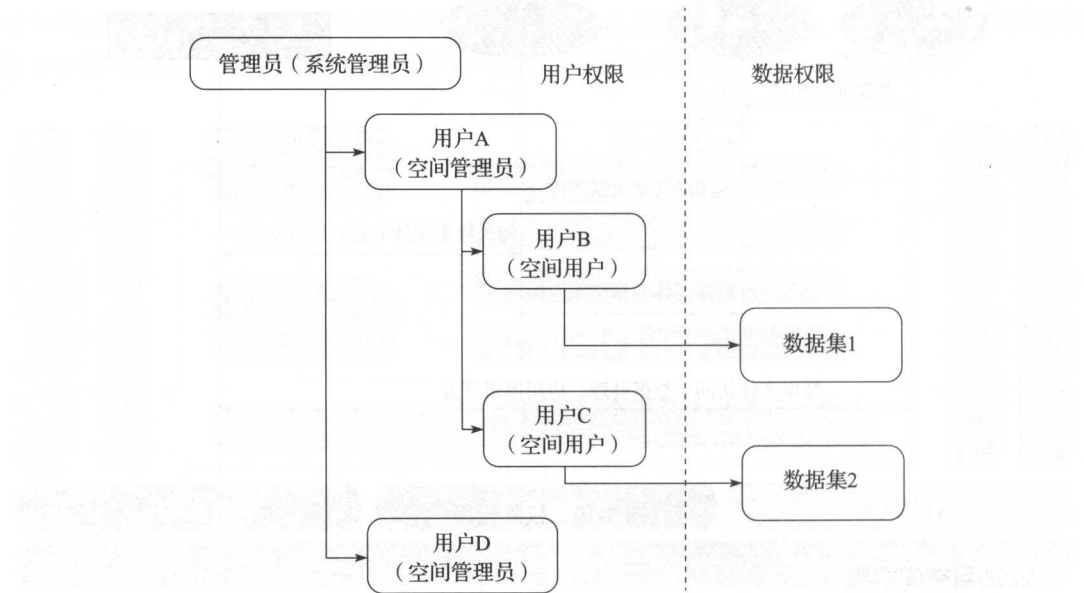 管理员（系统管理员）
用户权限
数据权限
用户A
（空间管理员）
用户B
（空间用户）
数据集1
用户C
（空间用户）
数据集2
用户D
（空间管理员）